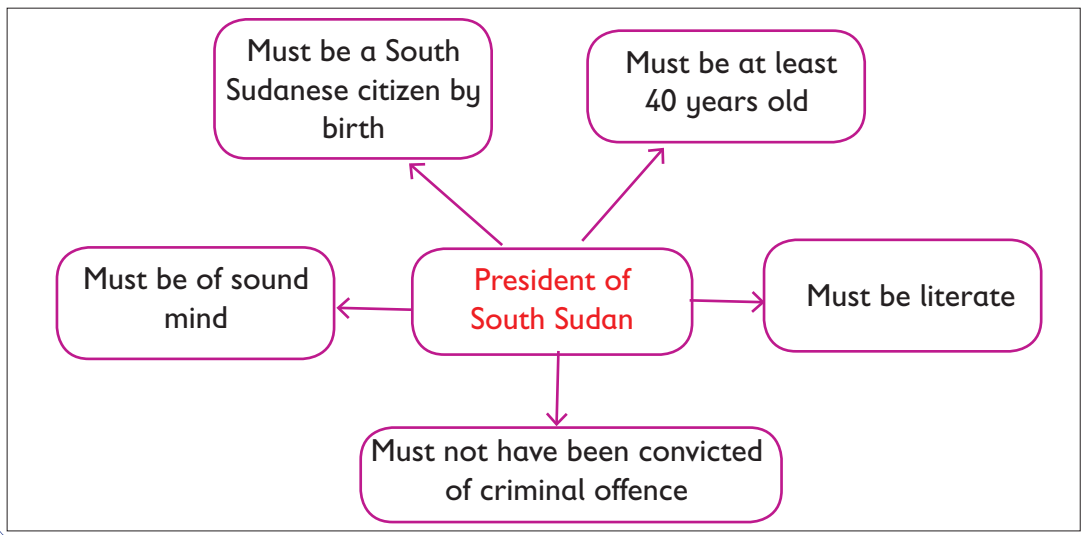 Must be a South
Sudanese citizen by
birth
Must be at least
40 years old
Must be of sound
mind
President of
South Sudan
Must be literate
Must not have been convicted
of criminal offence